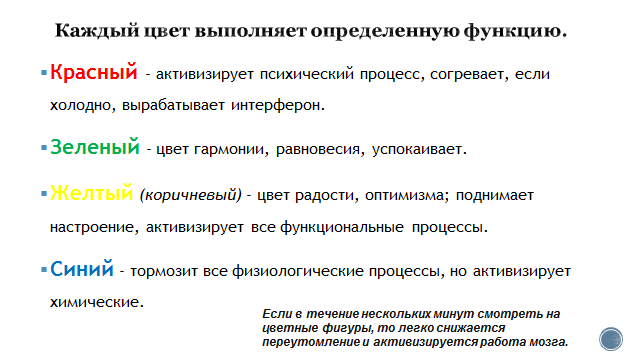 Каждый цвет выполняет определенную функцию.
Красный - активизирует психический процесс, согревает, если
холодно, вырабатывает интерферон.
Зеленый - цвет гармонии, равновесия, успокаивает.
Желтый (коричневый) - цвет радости, оптимизма; поднимает
настроение, активизирует все функциональные процессы.
Синий - тормозит все физиологические процессы, но активизирует
химические.
Если в течение нескольких минут смотреть на
цветные фигуры, то легко снижается
переутомление и активизируется работа мозга.